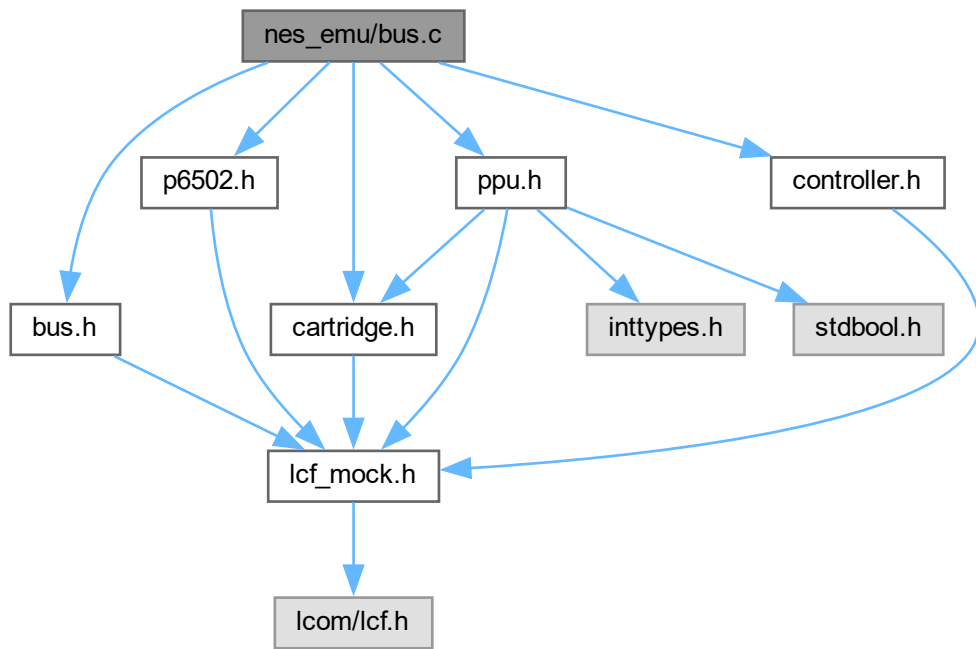 nes_emu/bus.c
p6502.h
ppu.h
controller.h
bus.h
cartridge.h
inttypes.h
stdbool.h
lcf_mock.h
lcom/lcf.h